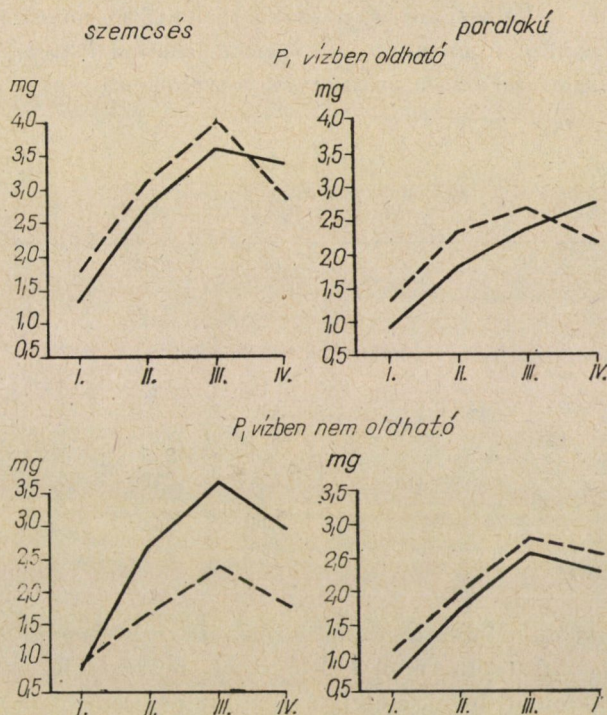 szemcsés
poralakú
P, vízben oldható
mg
4,0
3,5
3,0
2,5
2,0
1,5
1,0
0,5
I. II. III. IV.
mg
4,0
3,5
3,0
2,5
2,0
1,5
1,0
0,5
I. II. III. IV.
P, vízben nem oldható
mg
3,5
3,0
2,5
2,0
1,5
1,0
0,5
I. II. III. IV.
mg
3,5
3,0
2,6
2,0
1,5
1,0
0,5
I. II. III. I